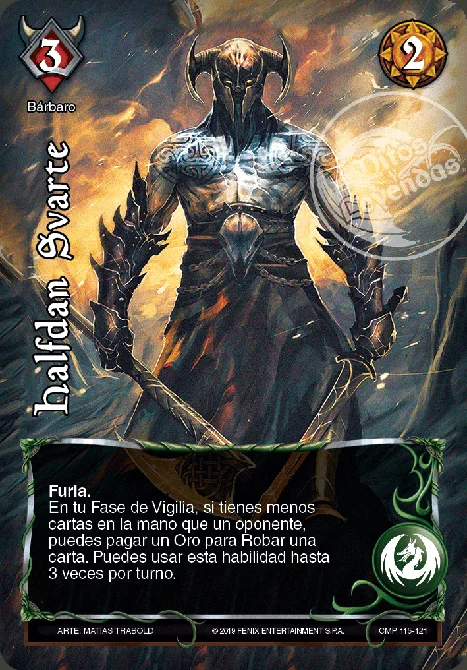 3
2
Bárbaro
Halfdan Svarte
Mitos
Leyendas
Furia.
En tu Fase de Vigilia, si tienes menos
cartas en la mano que un oponente,
puedes pagar un Oro para Robar una
carta. Puedes usar esta habilidad hasta
3 veces por turno.
ARTE: MATIAS TRABOLD
© 2019 FENIX ENTERTAINMENT S.P.A.
CMP 115-121